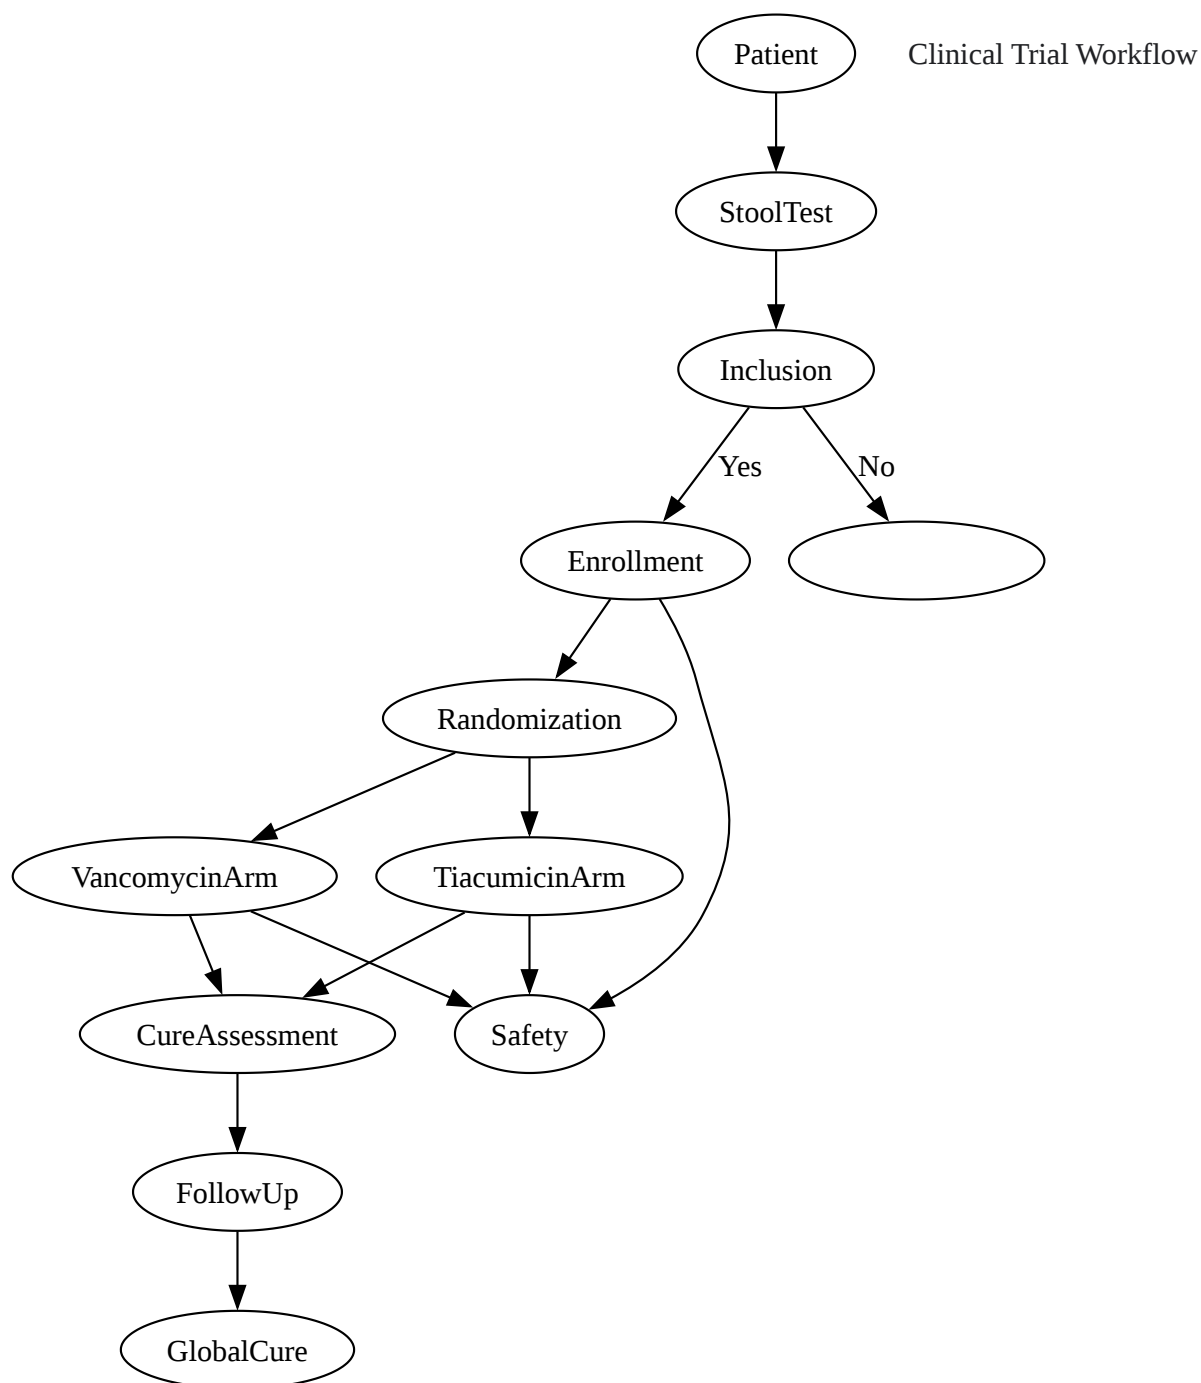 Patient
Clinical Trial Workflow
StoolTest
Inclusion
Yes
No
Enrollment
Randomization
VancomycinArm
TiacumicinArm
CureAssessment
Safety
FollowUp
GlobalCure